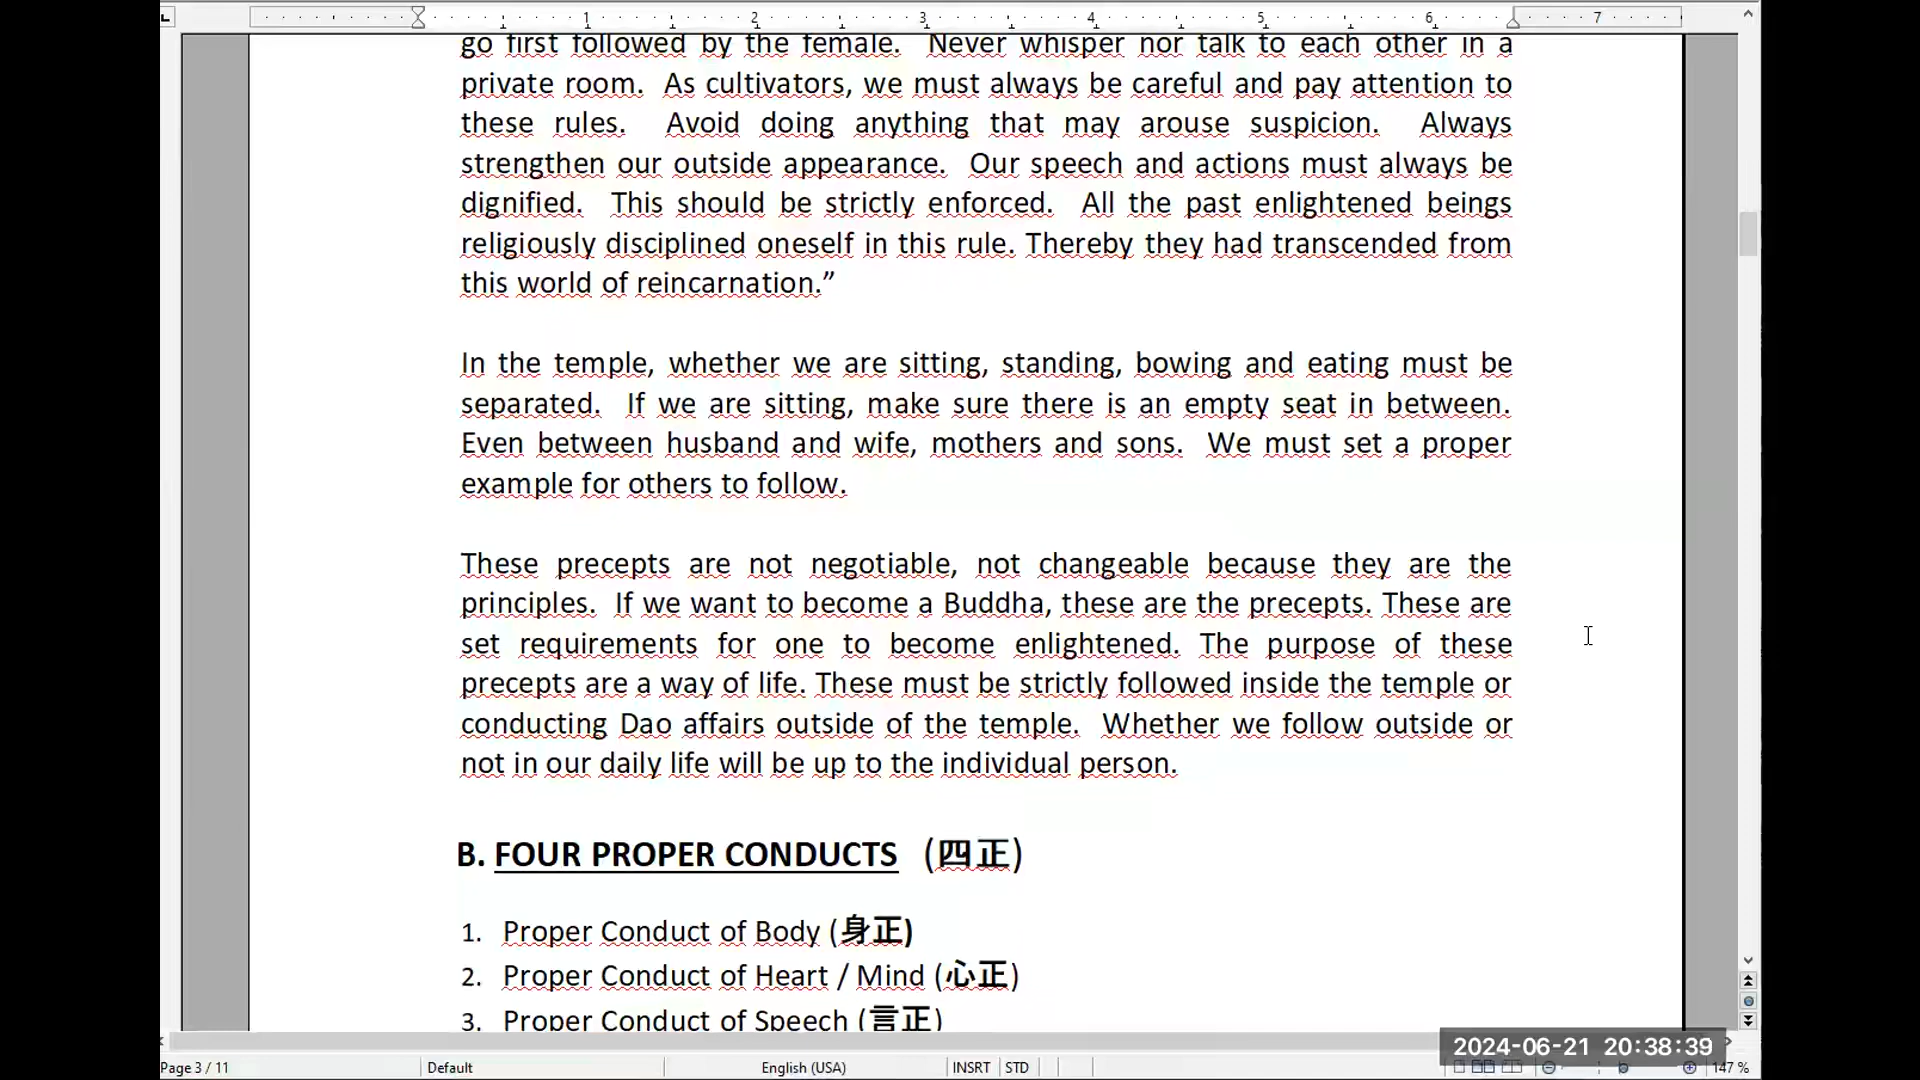 1 2 3 4 5 6 7
go first followed by the female. Never whisper nor talk to each other in a
private room. As cultivators, we must always be careful and pay attention to
these rules. Avoid doing anything that may arouse suspicion. Always
strengthen our outside appearance. Our speech and actions must always be
dignified. This should be strictly enforced. All the past enlightened beings
religiously disciplined oneself in this rule. Thereby they had transcended from
this world of reincarnation.”
In the temple, whether we are sitting, standing, bowing and eating must be
separated. If we are sitting, make sure there is an empty seat in between.
Even between husband and wife, mothers and sons. We must set a proper
example for others to follow.
These precepts are not negotiable, not changeable because they are the
principles. If we want to become a Buddha, these are the precepts. These are
set requirements for one to become enlightened. The purpose of these
precepts are a way of life. These must be strictly followed inside the temple or
conducting Dao affairs outside of the temple. Whether we follow outside or
not in our daily life will be up to the individual person.
B. FOUR PROPER CONDUCTS (四正)
1. Proper Conduct of Body (身正)
2. Proper Conduct of Heart / Mind (心正)
3. Proper Conduct of Speech (言正)
2024-06-21 20:38:39
Page 3 / 11 Default English (USA) INSRT STD 147 %